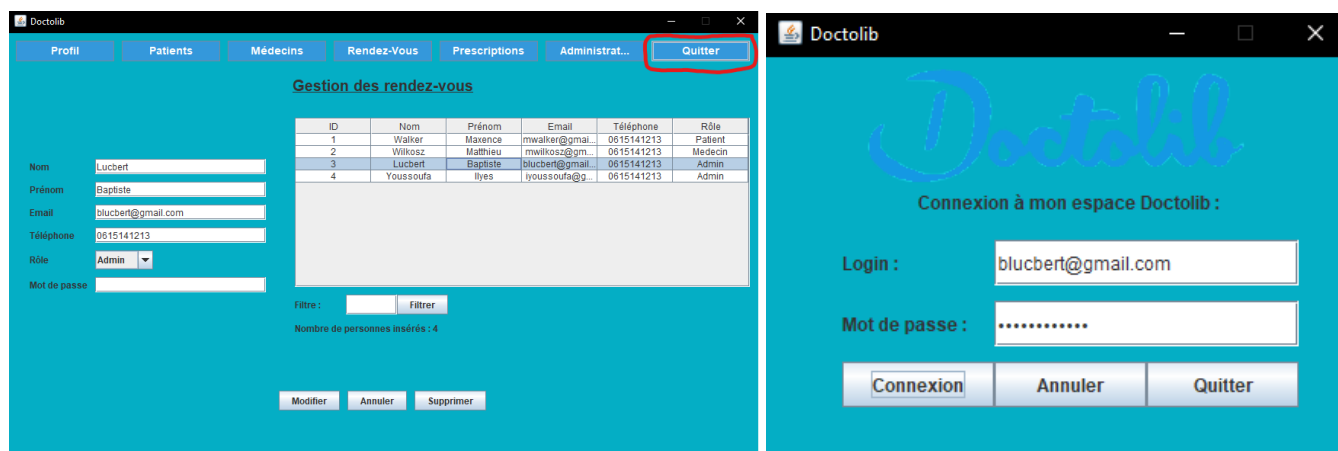 Doctolib
Profil Patients Médecins Rendez-Vous Prescriptions Administrat... Quitter
Gestion des rendez-vous
ID Nom Prénom Email Téléphone Rôle
1 Walker Maxence mwalker@gmai... 0615141213 Patient
2 Wilkosz Matthieu mwilkosz@gm... 0615141213 Medecin
3 Lucbert Baptiste blucbert@gmail... 0615141213 Admin
4 Youssoufa Ilyes iyoussoufa@g... 0615141213 Admin
Nom Lucbert
Prénom Baptiste
Email blucbert@gmail.com
Téléphone 0615141213
Rôle Admin
Mot de passe
Filtre : Filtrer
Nombre de personnes insérés : 4
Modifier Annuler Supprimer
Doctolib
Doctolib
Connexion à mon espace Doctolib :
Login : blucbert@gmail.com
Mot de passe : ••••••••••••
Connexion Annuler Quitter